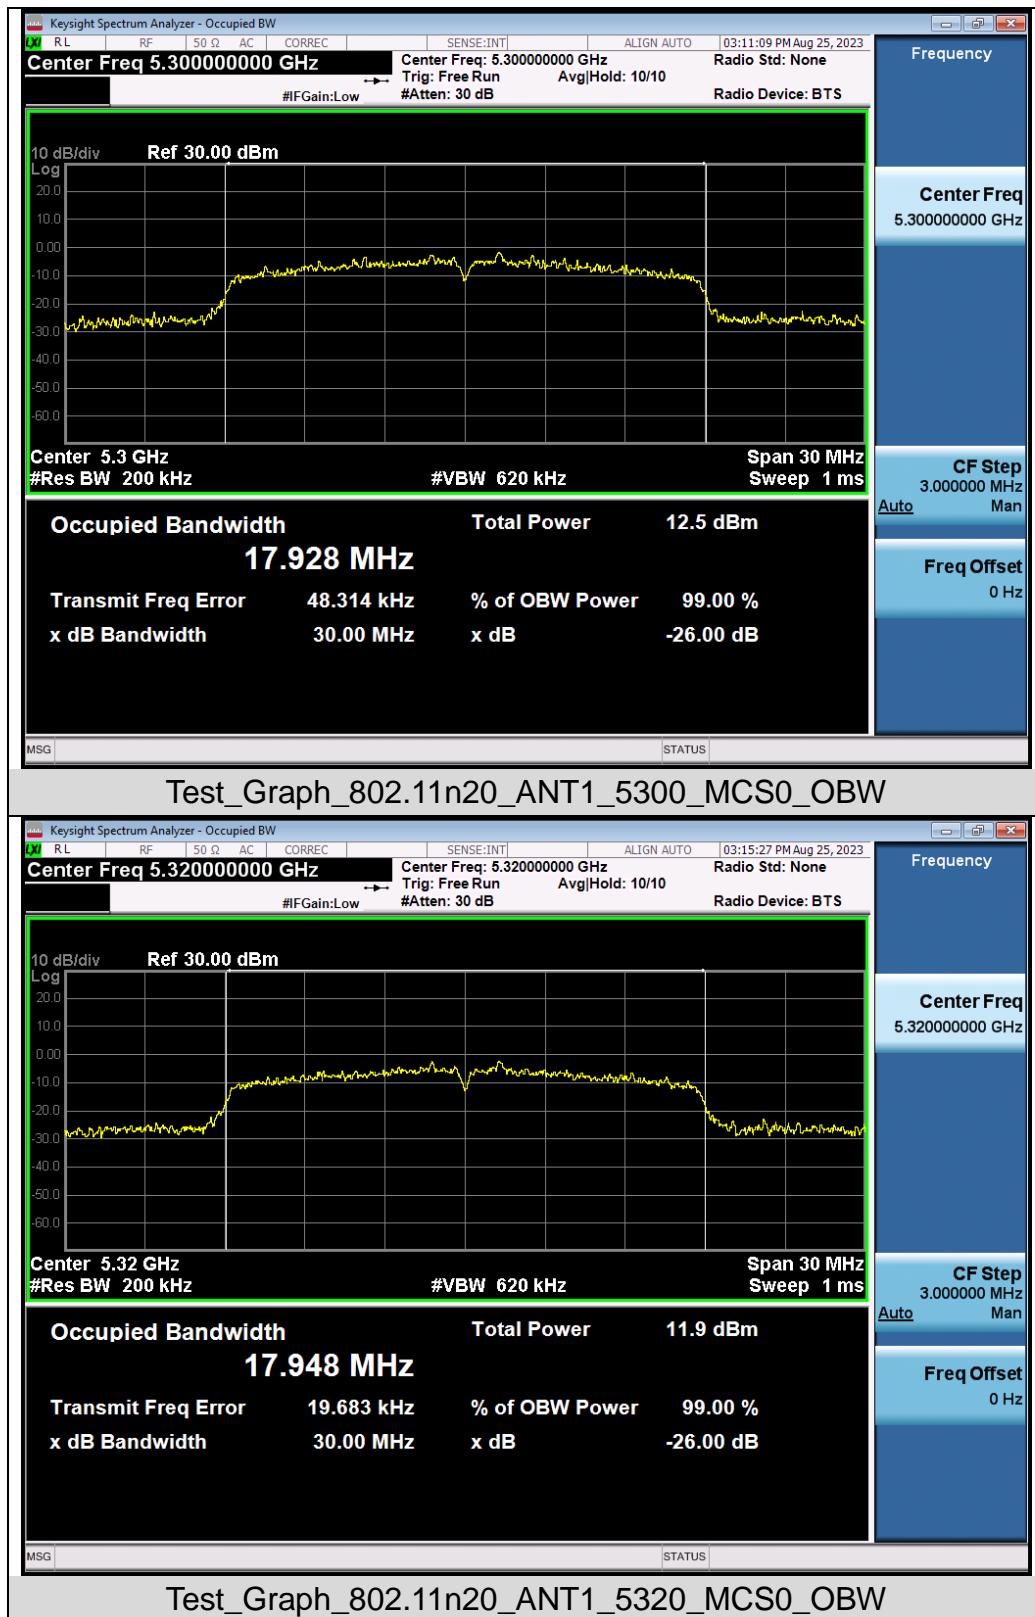 Keysight Spectrum Analyzer - Occupied BW
LXI RL RF 50 Ω AC CORREC SENSE:INT ALIGN AUTO 03:11:09 PM Aug 25, 2023
Center Freq 5.300000000 GHz Center Freq: 5.300000000 GHz Radio Std: None
Trig: Free Run Avg|Hold: 10/10
#IFGain:Low #Atten: 30 dB Radio Device: BTS
10 dB/div Ref 30.00 dBm
Log
20.0
10.0
0.00
-10.0
-20.0
-30.0
-40.0
-50.0
-60.0
Center 5.3 GHz Span 30 MHz
#Res BW 200 kHz #VBW 620 kHz Sweep 1 ms
Occupied Bandwidth Total Power 12.5 dBm
17.928 MHz
Transmit Freq Error 48.314 kHz % of OBW Power 99.00 %
x dB Bandwidth 30.00 MHz x dB -26.00 dB
MSG STATUS
Frequency
Center Freq
5.300000000 GHz
CF Step
3.000000 MHz
Auto Man
Freq Offset
0 Hz
Test_Graph_802.11n20_ANT1_5300_MCS0_OBW
Keysight Spectrum Analyzer - Occupied BW
LXI RL RF 50 Ω AC CORREC SENSE:INT ALIGN AUTO 03:15:27 PM Aug 25, 2023
Center Freq 5.320000000 GHz Center Freq: 5.320000000 GHz Radio Std: None
Trig: Free Run Avg|Hold: 10/10
#IFGain:Low #Atten: 30 dB Radio Device: BTS
10 dB/div Ref 30.00 dBm
Log
20.0
10.0
0.00
-10.0
-20.0
-30.0
-40.0
-50.0
-60.0
Center 5.32 GHz Span 30 MHz
#Res BW 200 kHz #VBW 620 kHz Sweep 1 ms
Occupied Bandwidth Total Power 11.9 dBm
17.948 MHz
Transmit Freq Error 19.683 kHz % of OBW Power 99.00 %
x dB Bandwidth 30.00 MHz x dB -26.00 dB
MSG STATUS
Frequency
Center Freq
5.320000000 GHz
CF Step
3.000000 MHz
Auto Man
Freq Offset
0 Hz
Test_Graph_802.11n20_ANT1_5320_MCS0_OBW